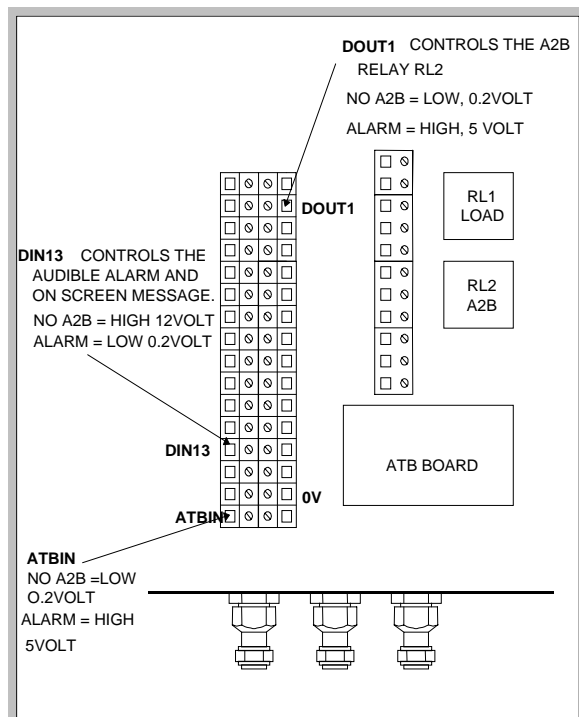 DOUT1 CONTROLS THE A2B
RELAY RL2
NO A2B = LOW, 0.2VOLT
ALARM = HIGH, 5 VOLT
RL1
LOAD
DOUT1
DIN13 CONTROLS THE
AUDIBLE ALARM AND
ON SCREEN MESSAGE.
NO A2B = HIGH 12VOLT
ALARM = LOW 0.2VOLT
RL2
A2B
DIN13
ATB BOARD
0V
ATBIN
ATBIN
NO A2B =LOW
O.2VOLT
ALARM = HIGH
5VOLT